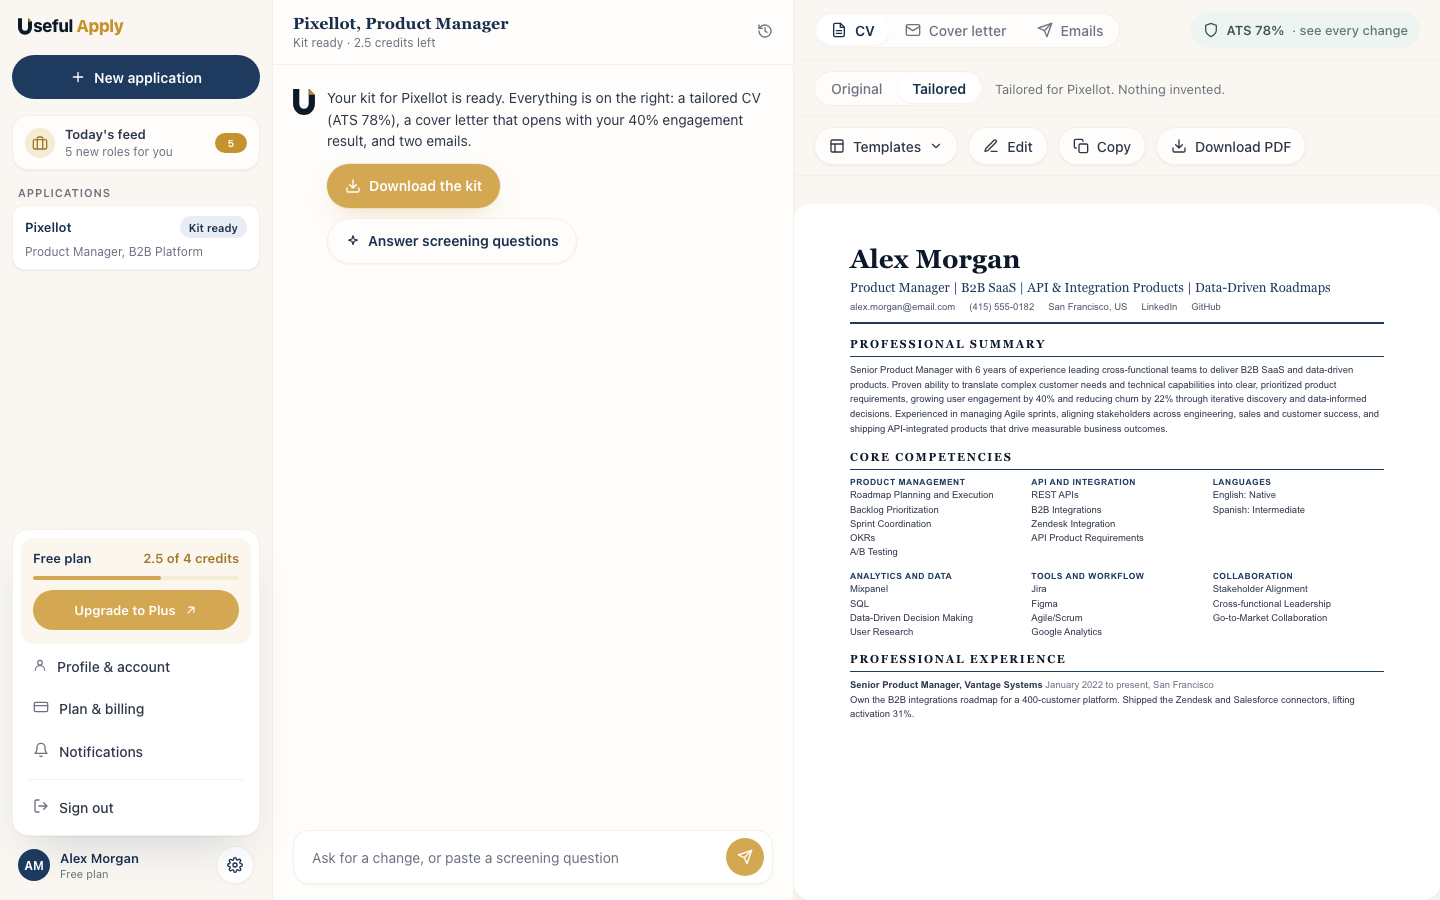 Useful Apply
New application
Today's feed
5 new roles for you
5
APPLICATIONS
Pixellot
Kit ready
Product Manager, B2B Platform
Free plan
2.5 of 4 credits
Upgrade to Plus
Profile & account
Plan & billing
Notifications
Sign out
AM
Alex Morgan
Free plan
Pixellot, Product Manager
Kit ready · 2.5 credits left
Your kit for Pixellot is ready. Everything is on the right: a tailored CV
(ATS 78%), a cover letter that opens with your 40% engagement
result, and two emails.
Download the kit
Answer screening questions
Ask for a change, or paste a screening question
CV
Cover letter
Emails
ATS 78% · see every change
Original
Tailored
Tailored for Pixellot. Nothing invented.
Templates
Edit
Copy
Download PDF
Alex Morgan
Product Manager | B2B SaaS | API & Integration Products | Data-Driven Roadmaps
alex.morgan@email.com (415) 555-0182 San Francisco, US LinkedIn GitHub
PROFESSIONAL SUMMARY
Senior Product Manager with 6 years of experience leading cross-functional teams to deliver B2B SaaS and data-driven
products. Proven ability to translate complex customer needs and technical capabilities into clear, prioritized product
requirements, growing user engagement by 40% and reducing churn by 22% through iterative discovery and data-informed
decisions. Experienced in managing Agile sprints, aligning stakeholders across engineering, sales and customer success, and
shipping API-integrated products that drive measurable business outcomes.
CORE COMPETENCIES
PRODUCT MANAGEMENT
Roadmap Planning and Execution
Backlog Prioritization
Sprint Coordination
OKRs
A/B Testing
API AND INTEGRATION
REST APIs
B2B Integrations
Zendesk Integration
API Product Requirements
LANGUAGES
English: Native
Spanish: Intermediate
ANALYTICS AND DATA
Mixpanel
SQL
Data-Driven Decision Making
User Research
TOOLS AND WORKFLOW
Jira
Figma
Agile/Scrum
Google Analytics
COLLABORATION
Stakeholder Alignment
Cross-functional Leadership
Go-to-Market Collaboration
PROFESSIONAL EXPERIENCE
Senior Product Manager, Vantage Systems January 2022 to present, San Francisco
Own the B2B integrations roadmap for a 400-customer platform. Shipped the Zendesk and Salesforce connectors, lifting
activation 31%.